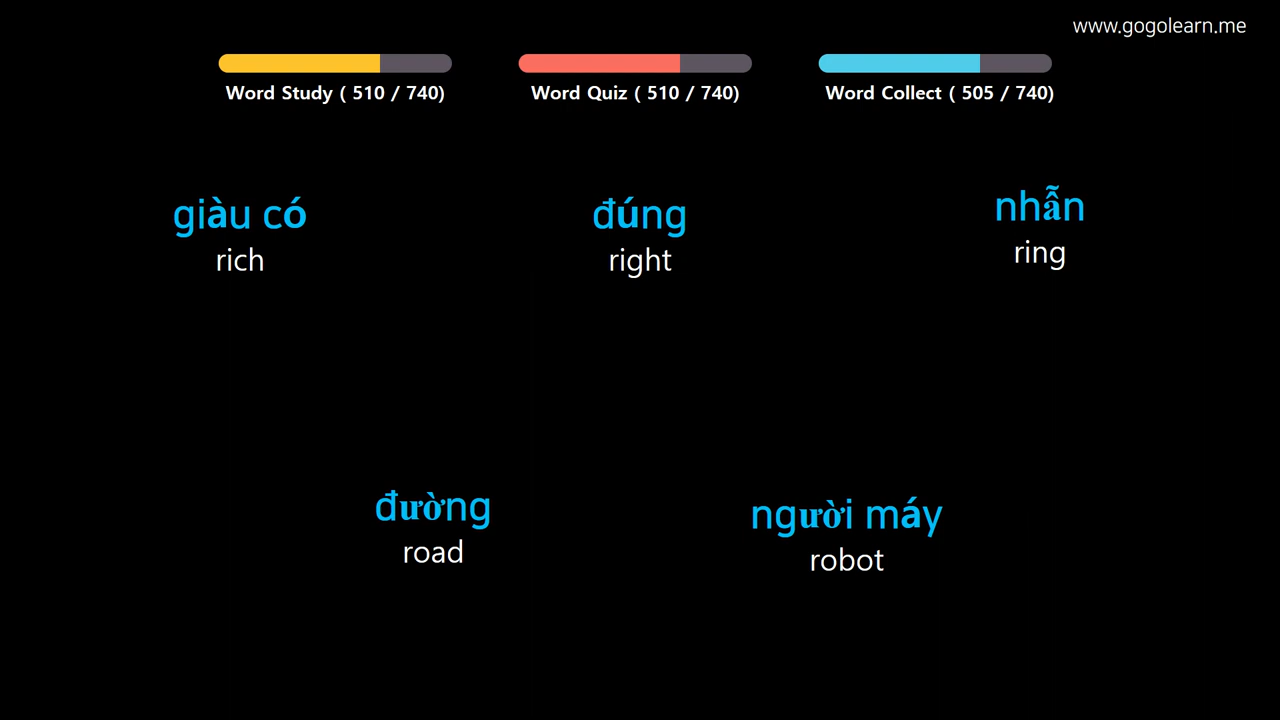 www.gogolearn.me
Word Study ( 510 / 740)
Word Quiz ( 510 / 740)
Word Collect ( 505 / 740)
giàu có
rich
đúng
right
nhẫn
ring
đường
road
người máy
robot